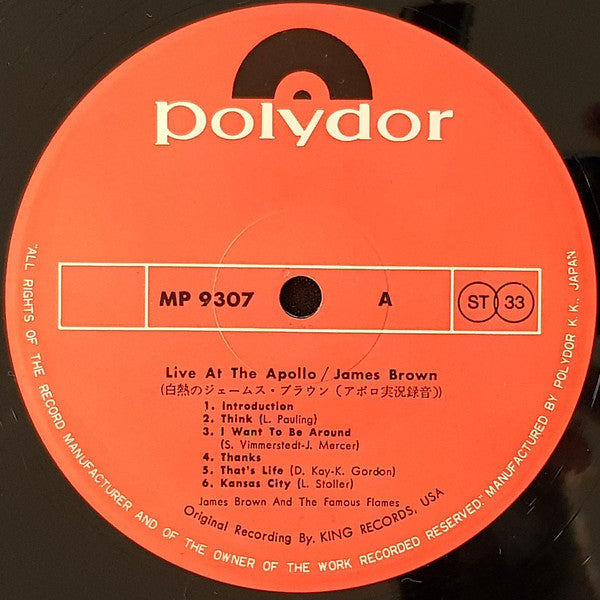 polydor
MP 9307 A ST 33
Live At The Apollo / James Brown
(白熱のジェームス・ブラウン（アポロ実況録音))
1. Introduction
2. Think (L. Pauling)
3. I Want To Be Around
(S. Vimmerstedt-J. Mercer)
4. Thanks
5. That's Life (D. Kay-K. Gordon)
6. Kansas City (L. Stoller)
James Brown And The Famous Flames
Original Recording By. KING RECORDS, USA
"ALL RIGHTS OF THE RECORD MANUFACTURER AND OF THE OWNER OF THE WORK RECORDED RESERVED." MANUFACTURED BY POLYDOR K.K., JAPAN